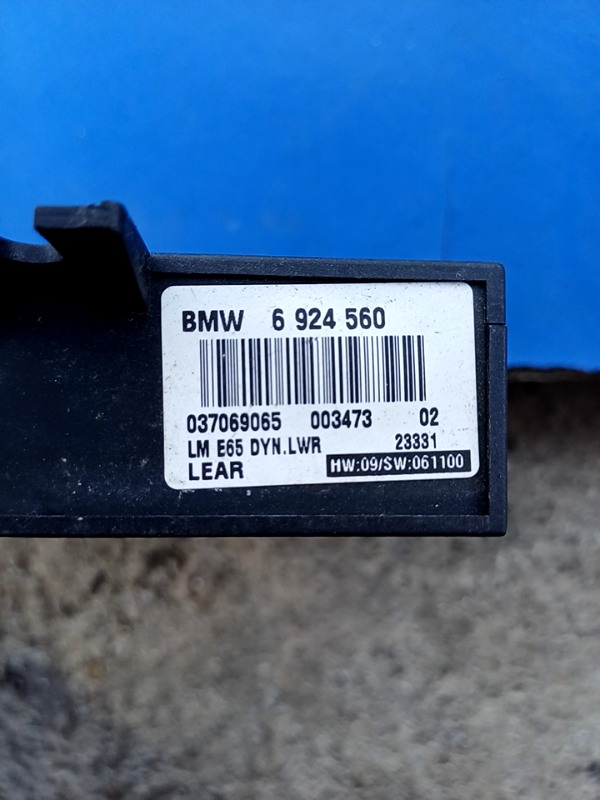 BMW 6 924 560
037069065 003473 02
LM E65 DYN.LWR 23331
LEAR HW:09/SW:061100